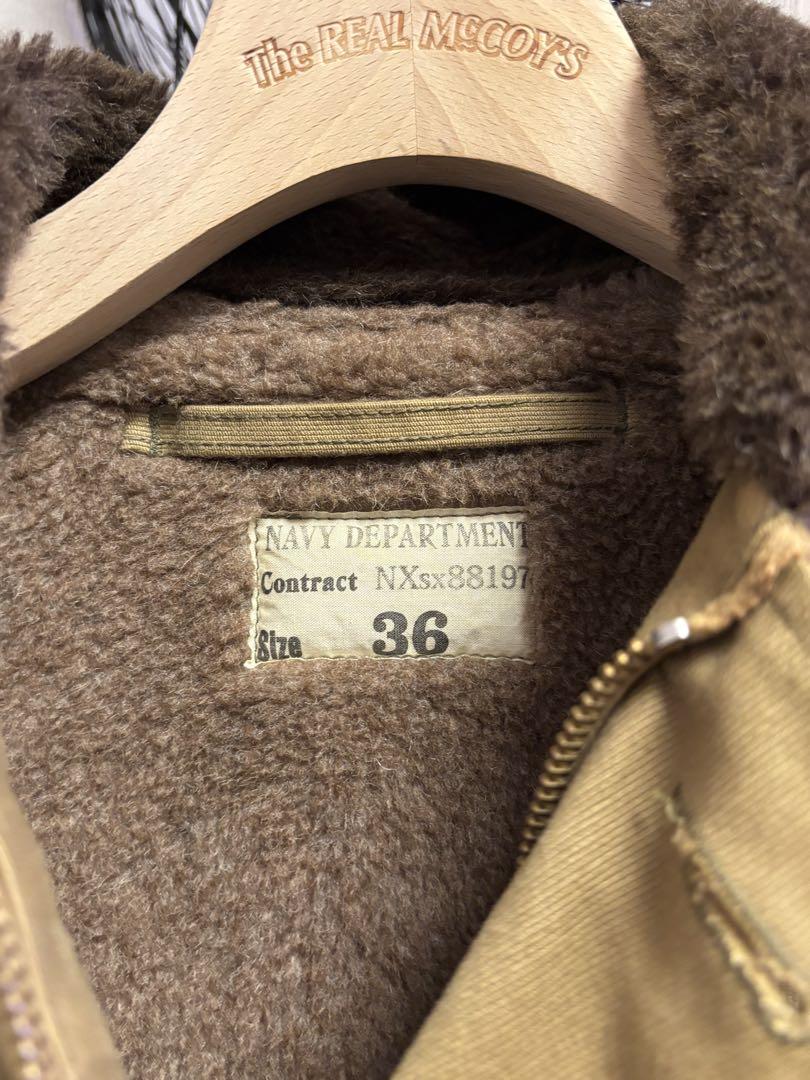 The REAL McCOY'S
NAVY DEPARTMENT
Contract NXsx88197
Size 36